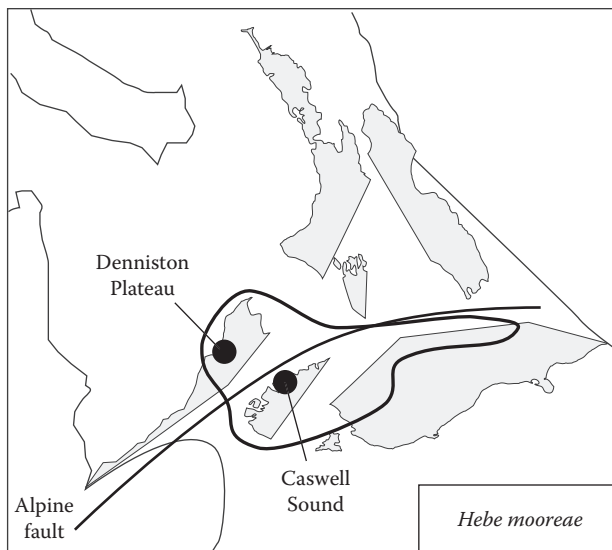 Denniston
Plateau
Caswell
Sound
Alpine
fault
Hebe mooreae